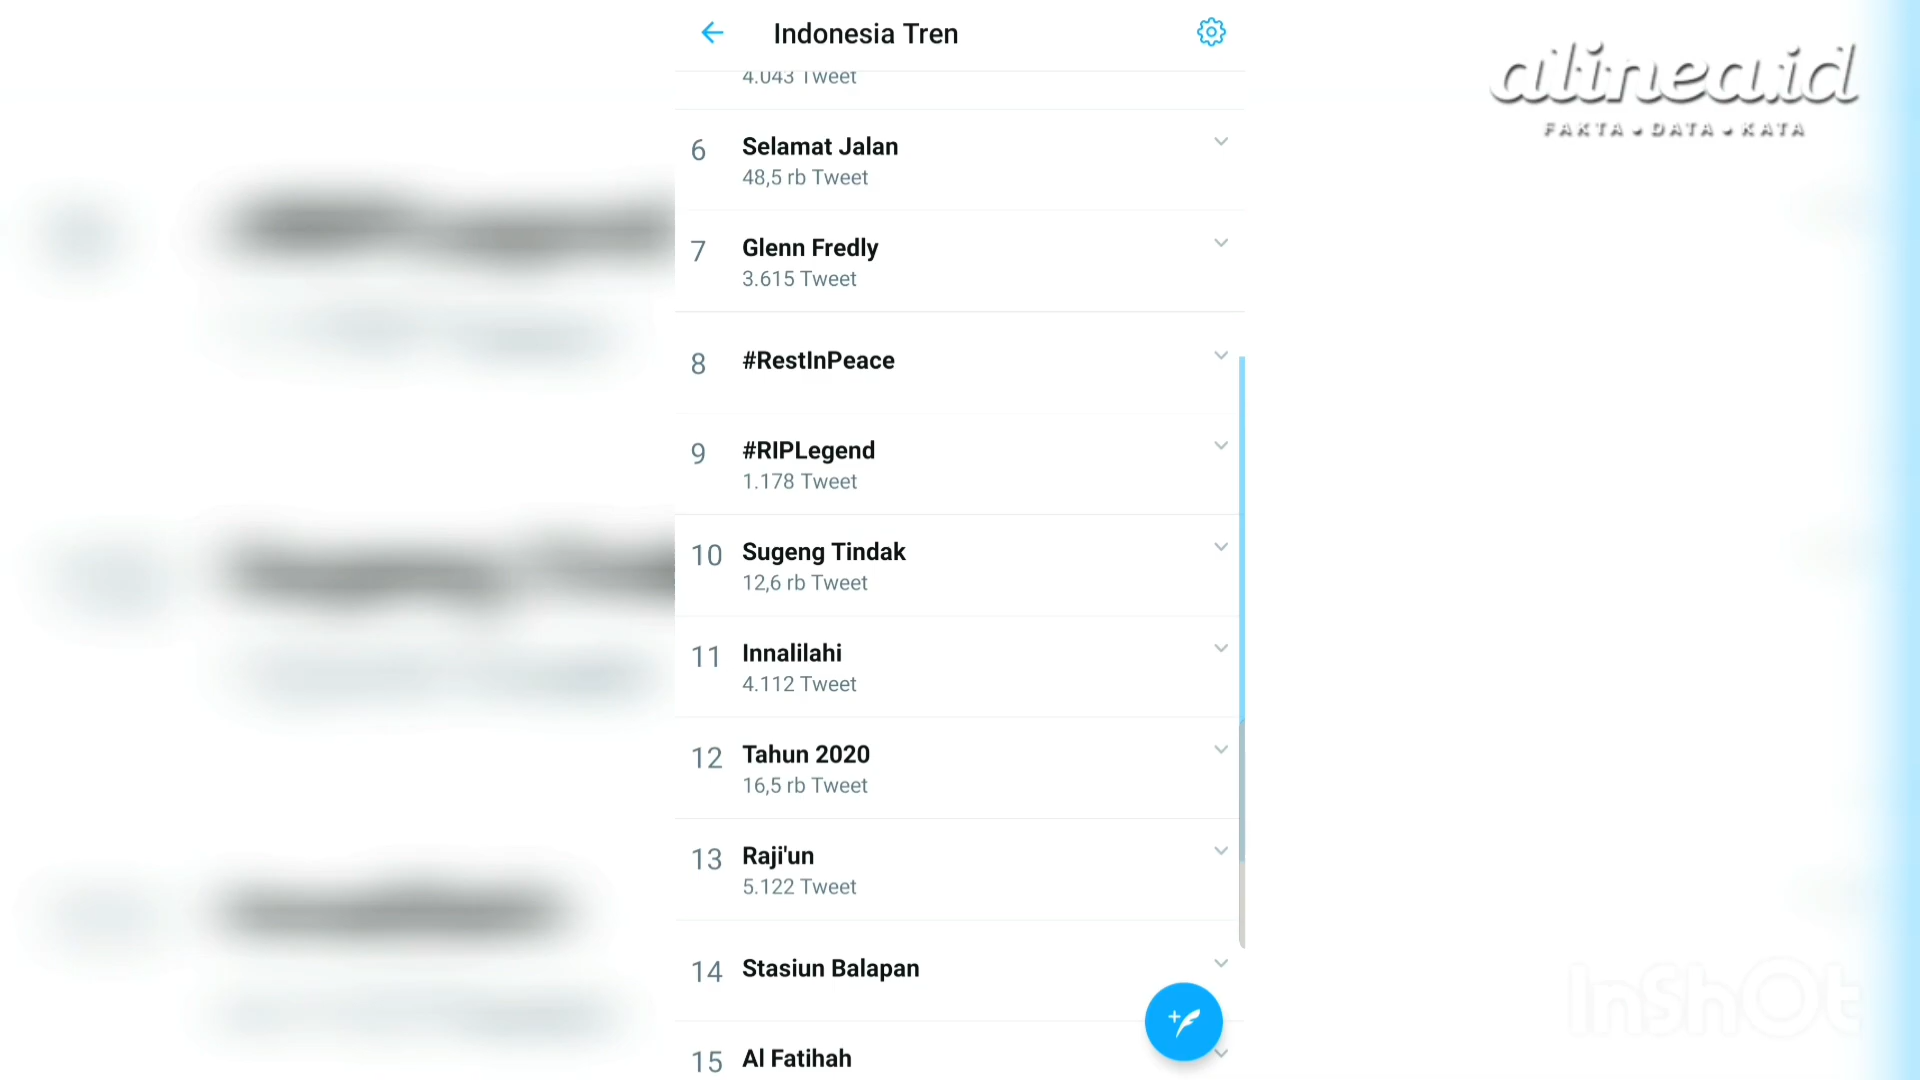 Indonesia Tren
4.043 Tweet
6
Selamat Jalan
48,5 rb Tweet
7
Glenn Fredly
3.615 Tweet
8
#RestInPeace
9
#RIPLegend
1.178 Tweet
10
Sugeng Tindak
12,6 rb Tweet
11
Innalilahi
4.112 Tweet
12
Tahun 2020
16,5 rb Tweet
13
Raji'un
5.122 Tweet
14
Stasiun Balapan
15
Al Fatihah
alinea.id
FAKTA • DATA • KATA
InShOt